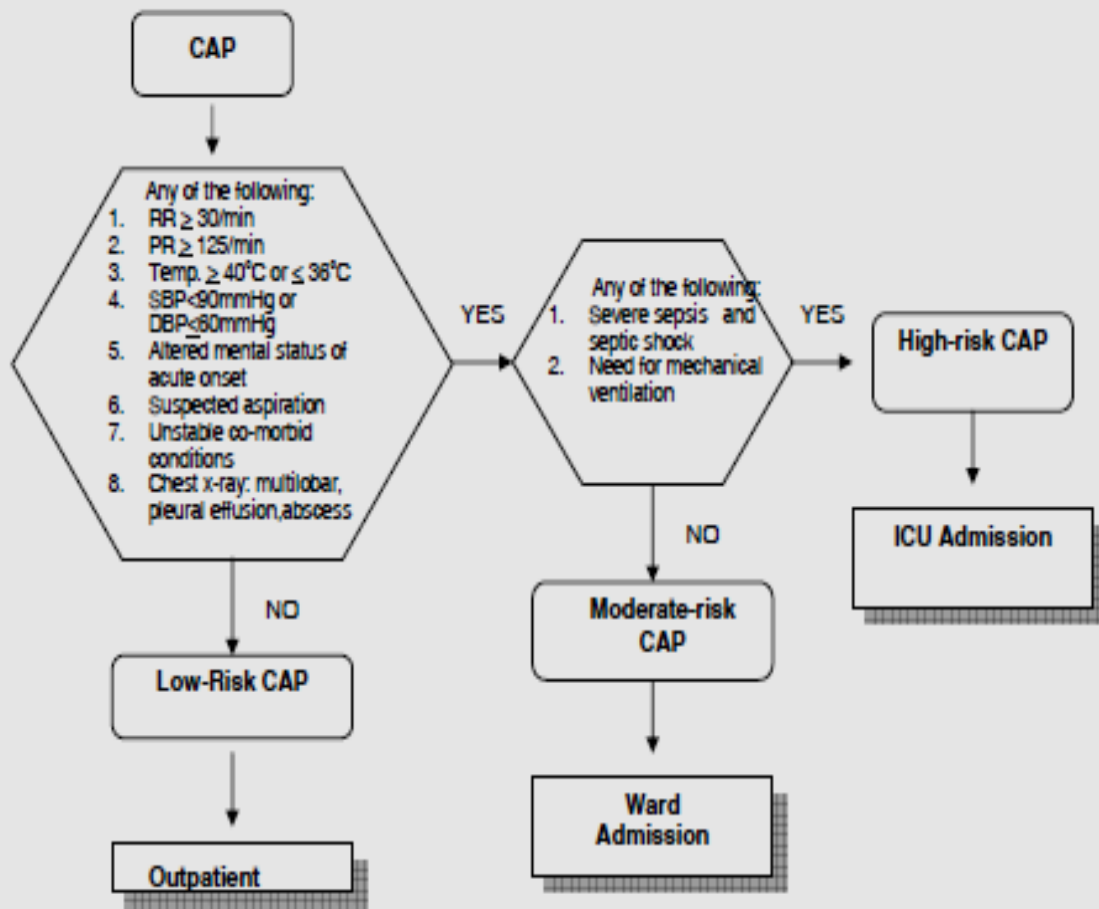 CAP
Any of the following:
1. RR ≥ 30/min
2. PR ≥ 125/min
3. Temp. ≥ 40°C or ≤ 36°C
4. SBP<90mmHg or
DBP≤60mmHg
5. Altered mental status of
acute onset
6. Suspected aspiration
7. Unstable co-morbid
conditions
8. Chest x-ray: multilobar,
pleural effusion,abscess
YES
Any of the following:
1. Severe sepsis and
septic shock
2. Need for mechanical
ventilation
YES
High-risk CAP
ICU Admission
NO
Moderate-risk
CAP
Ward
Admission
NO
Low-Risk CAP
Outpatient